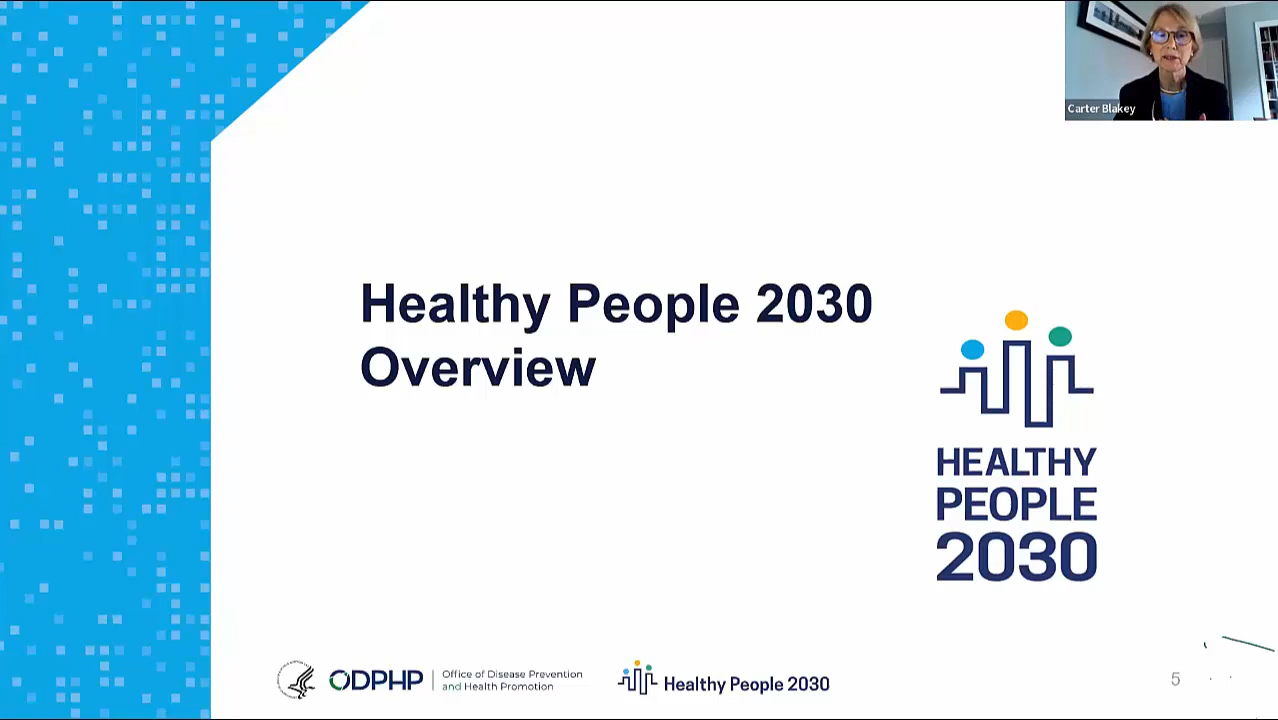 Carter Blakey
Healthy People 2030
Overview
HEALTHY
PEOPLE
2030
ODPHP
Office of Disease Prevention
and Health Promotion
Healthy People 2030
5